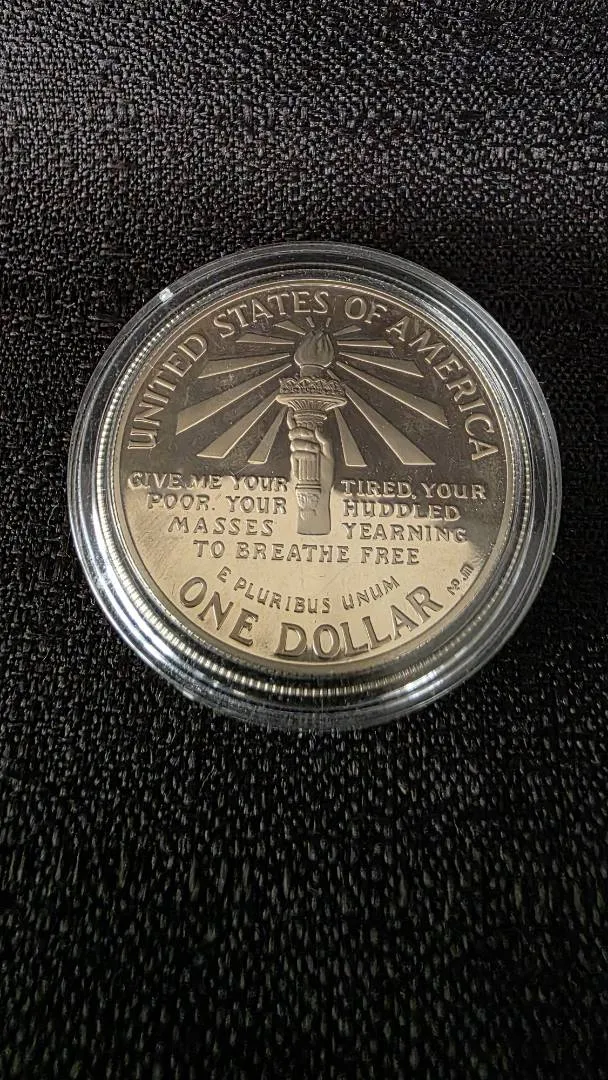 UNITED STATES OF AMERICA
GIVE ME YOUR TIRED, YOUR
POOR. YOUR HUDDLED
MASSES YEARNING
TO BREATHE FREE
E PLURIBUS UNUM
ONE DOLLAR